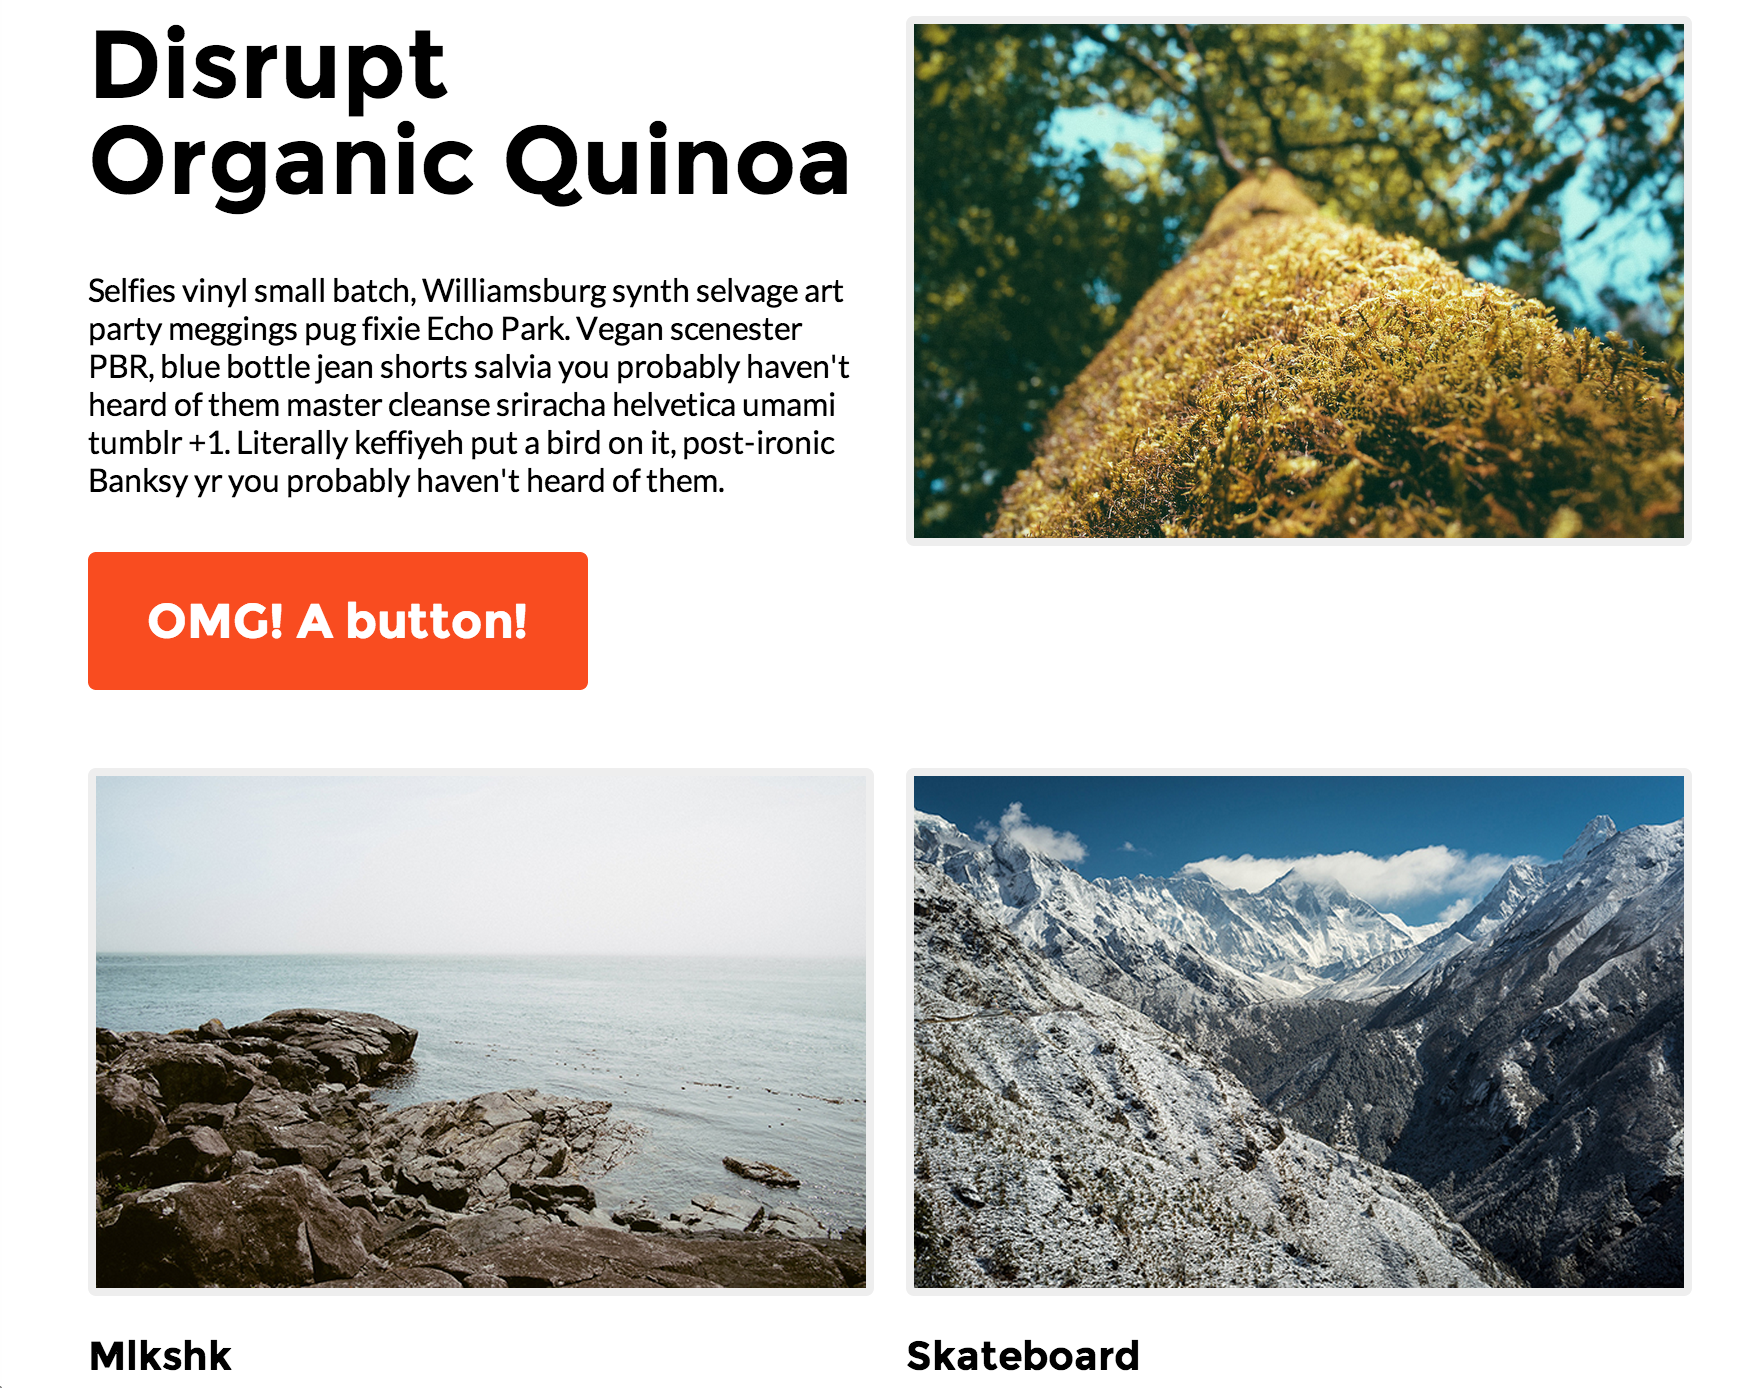 Disrupt
Organic Quinoa
Selfies vinyl small batch, Williamsburg synth selvage art
party meggings pug fixie Echo Park. Vegan scenester
PBR, blue bottle jean shorts salvia you probably haven't
heard of them master cleanse sriracha helvetica umami
tumblr +1. Literally keffiyeh put a bird on it, post-ironic
Banksy yr you probably haven't heard of them.
OMG! A button!
Mlkshk
Skateboard